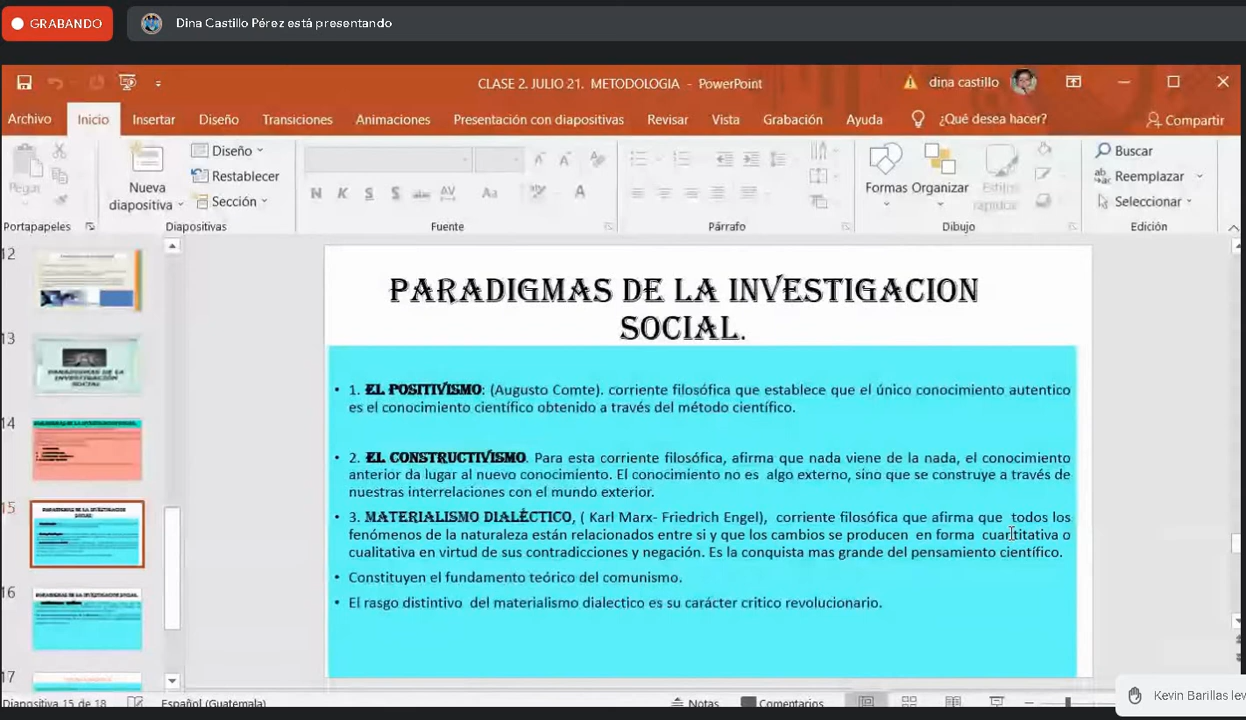 GRABANDO
Dina Castillo Pérez está presentando
CLASE 2. JULIO 21. METODOLOGIA - PowerPoint
dina castillo
Archivo
Inicio
Insertar
Diseño
Transiciones
Animaciones
Presentación con diapositivas
Revisar
Vista
Grabación
Ayuda
¿Qué desea hacer?
Compartir
Pegar
Nueva
diapositiva
Diseño
Restablecer
Sección
N K S S abc AV Aa A
Formas
Organizar
Estilos
rápidos
Buscar
Reemplazar
Seleccionar
Portapapeles
Diapositivas
Fuente
Párrafo
Dibujo
Edición
12
13
14
15
16
17
PARADIGMAS DE LA INVESTIGACION
SOCIAL.
• 1. EL POSITIVISMO: (Augusto Comte). corriente filosófica que establece que el único conocimiento autentico
es el conocimiento científico obtenido a través del método científico.
• 2. EL CONSTRUCTIVISMO. Para esta corriente filosófica, afirma que nada viene de la nada, el conocimiento
anterior da lugar al nuevo conocimiento. El conocimiento no es algo externo, sino que se construye a través de
nuestras interrelaciones con el mundo exterior.
• 3. MATERIALISMO DIALÉCTICO, ( Karl Marx- Friedrich Engel), corriente filosófica que afirma que todos los
fenómenos de la naturaleza están relacionados entre si y que los cambios se producen en forma cuantitativa o
cualitativa en virtud de sus contradicciones y negación. Es la conquista mas grande del pensamiento científico.
• Constituyen el fundamento teórico del comunismo.
• El rasgo distintivo del materialismo dialectico es su carácter critico revolucionario.
Diapositiva 15 de 18
Español (Guatemala)
Notas
Comentarios
Kevin Barillas lev